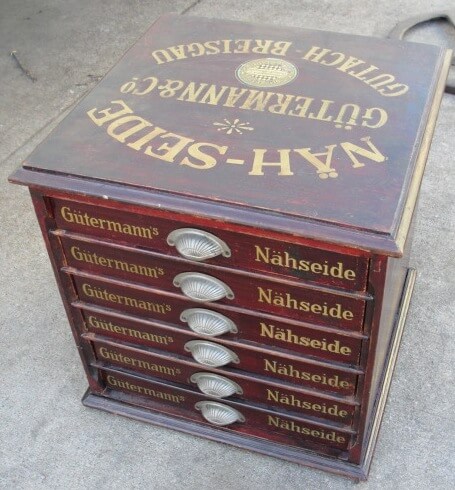 NÄH-SEIDE
GÜTERMANN & Co.
GUTACH-BREISGAU
Gütermann's Nähseide
Gütermann's Nähseide
Gütermann's Nähseide
Gütermann's Nähseide
Gütermann's Nähseide
Gütermann's Nähseide